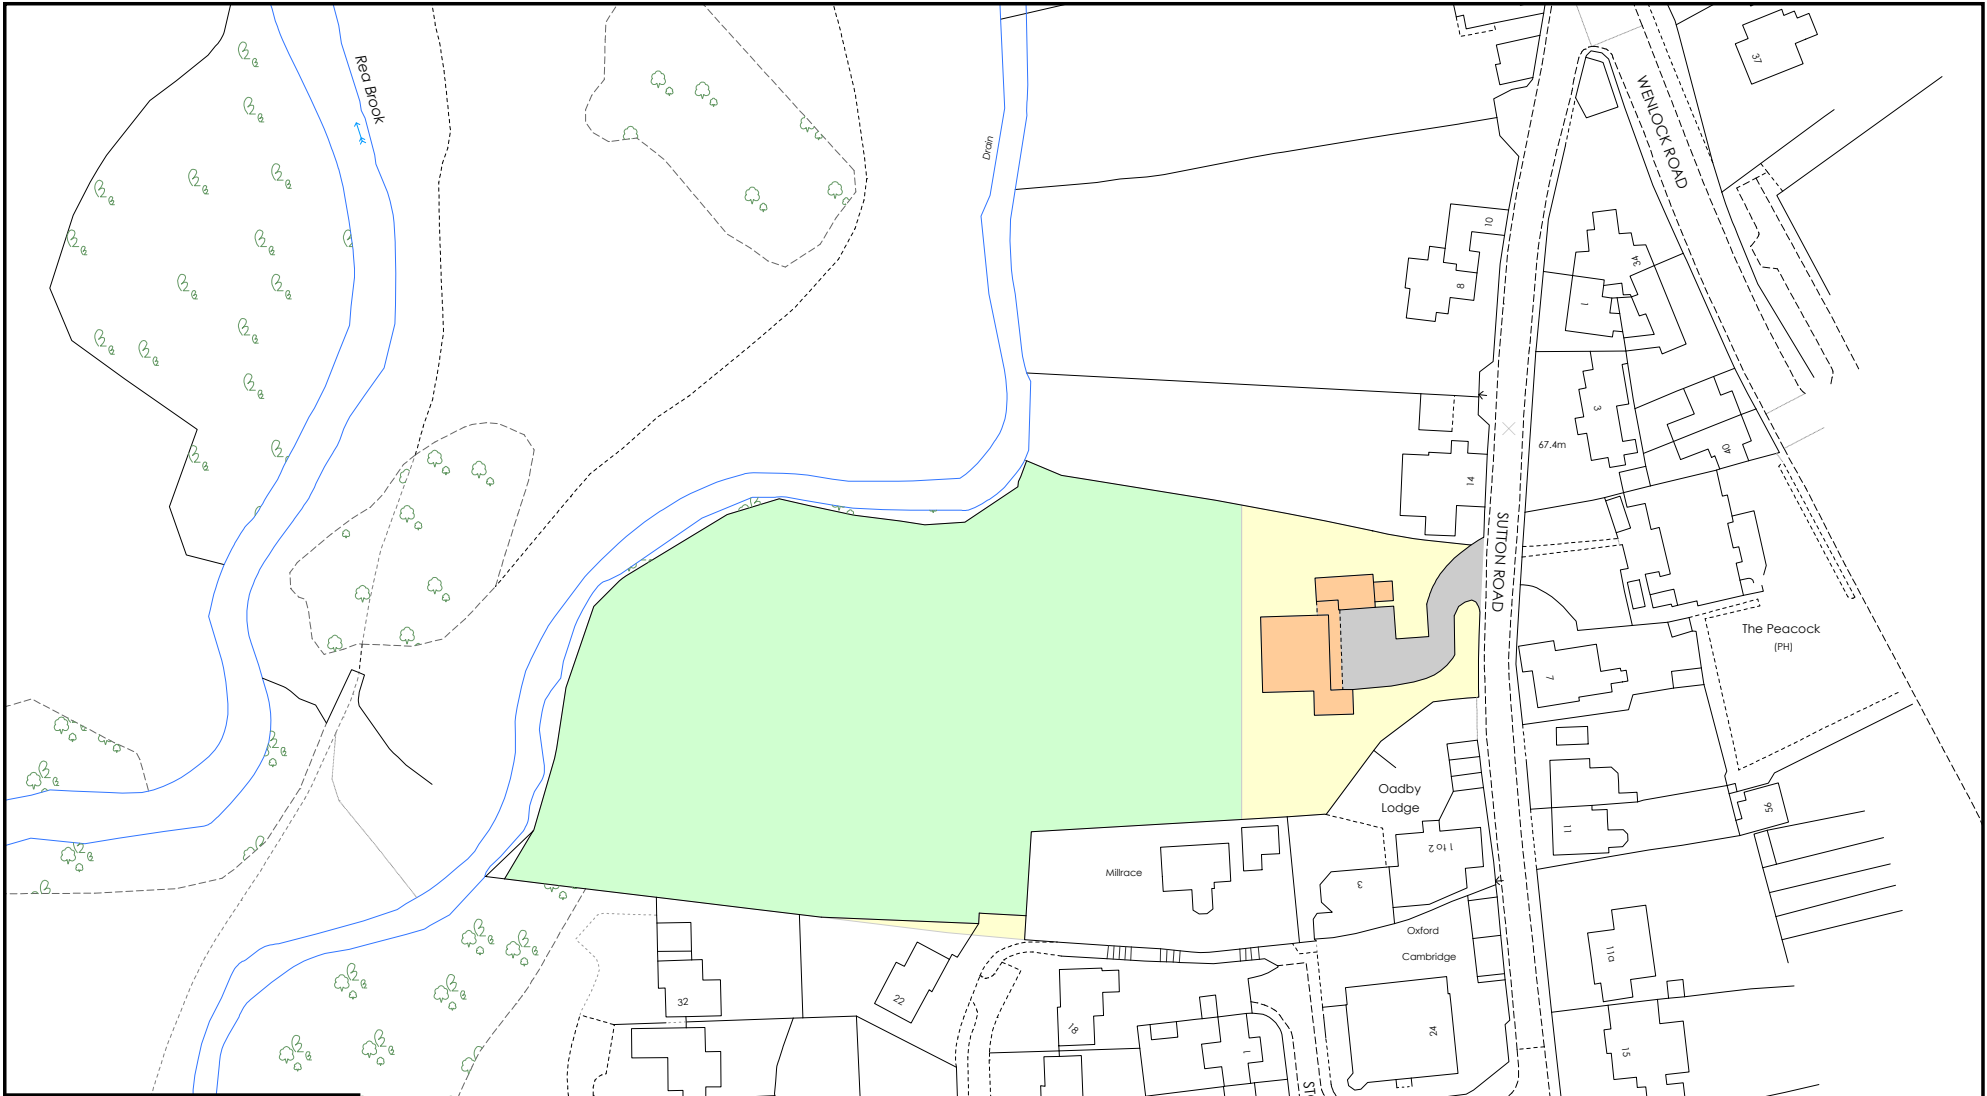 Rea Brook
Drain
WENLOCK ROAD
37
10
8
34
1
3
67.4m
40
14
SUTTON ROAD
The Peacock
(PH)
7
Oadby
Lodge
95
11
1 to 2
Millrace
3
Oxford
Cambridge
11a
32
22
18
24
1
15